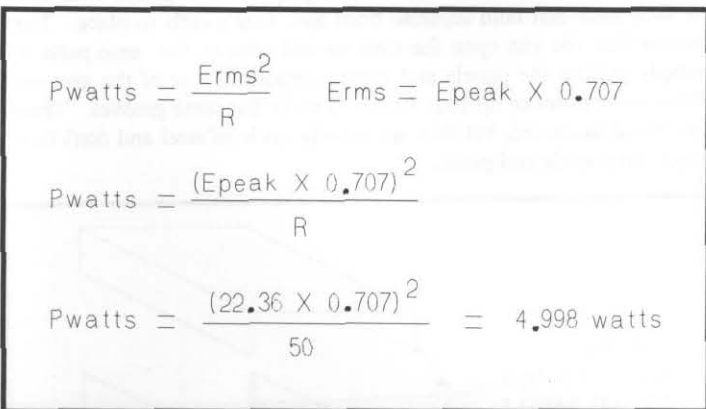 Pwatts = Erms² / R    Erms = Epeak X 0.707
Pwatts = (Epeak X 0.707)² / R
Pwatts = (22.36 X 0.707)² / 50 = 4.998 watts